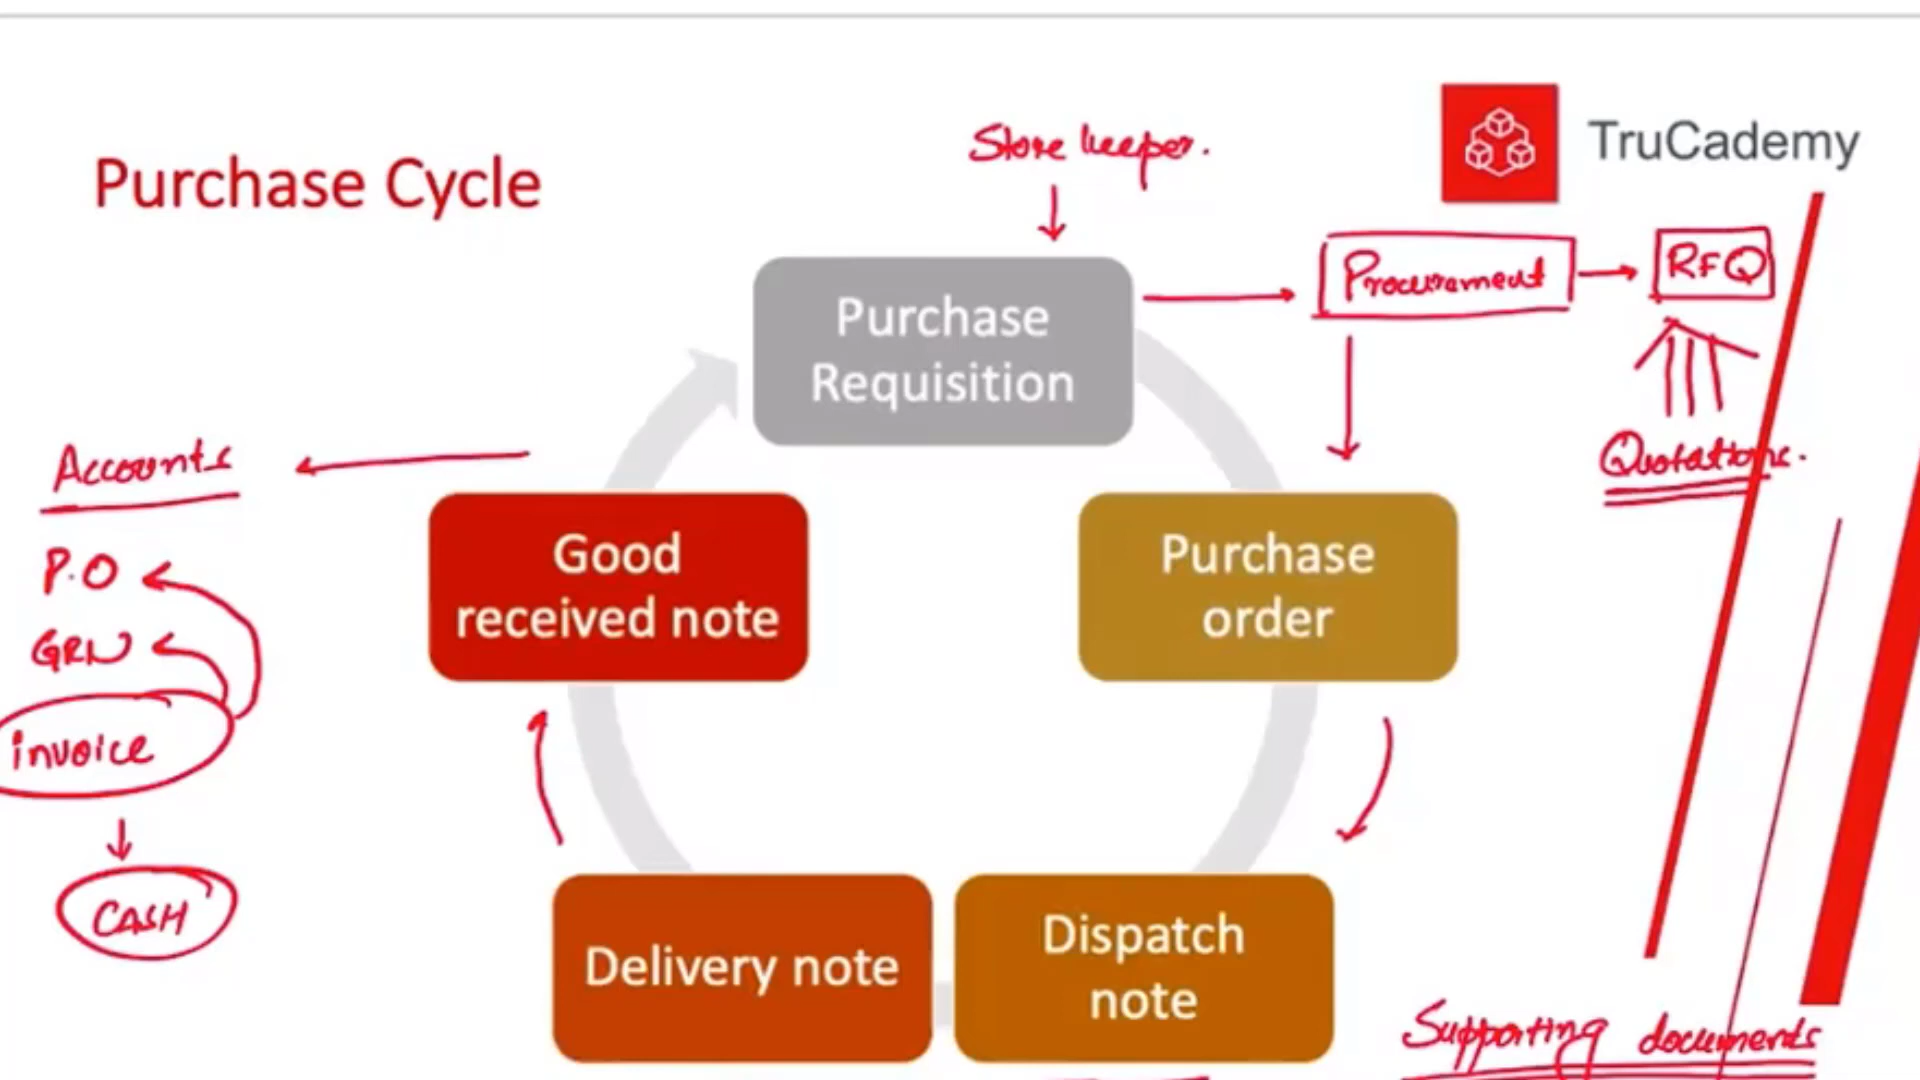 Store keeper.
TruCademy
Purchase Cycle
Procurement
RFQ
Purchase
Requisition
Accounts
Quotations.
Good
received note
Purchase
order
P.O
GRN
invoice
CASH
Delivery note
Dispatch
note
Supporting documents